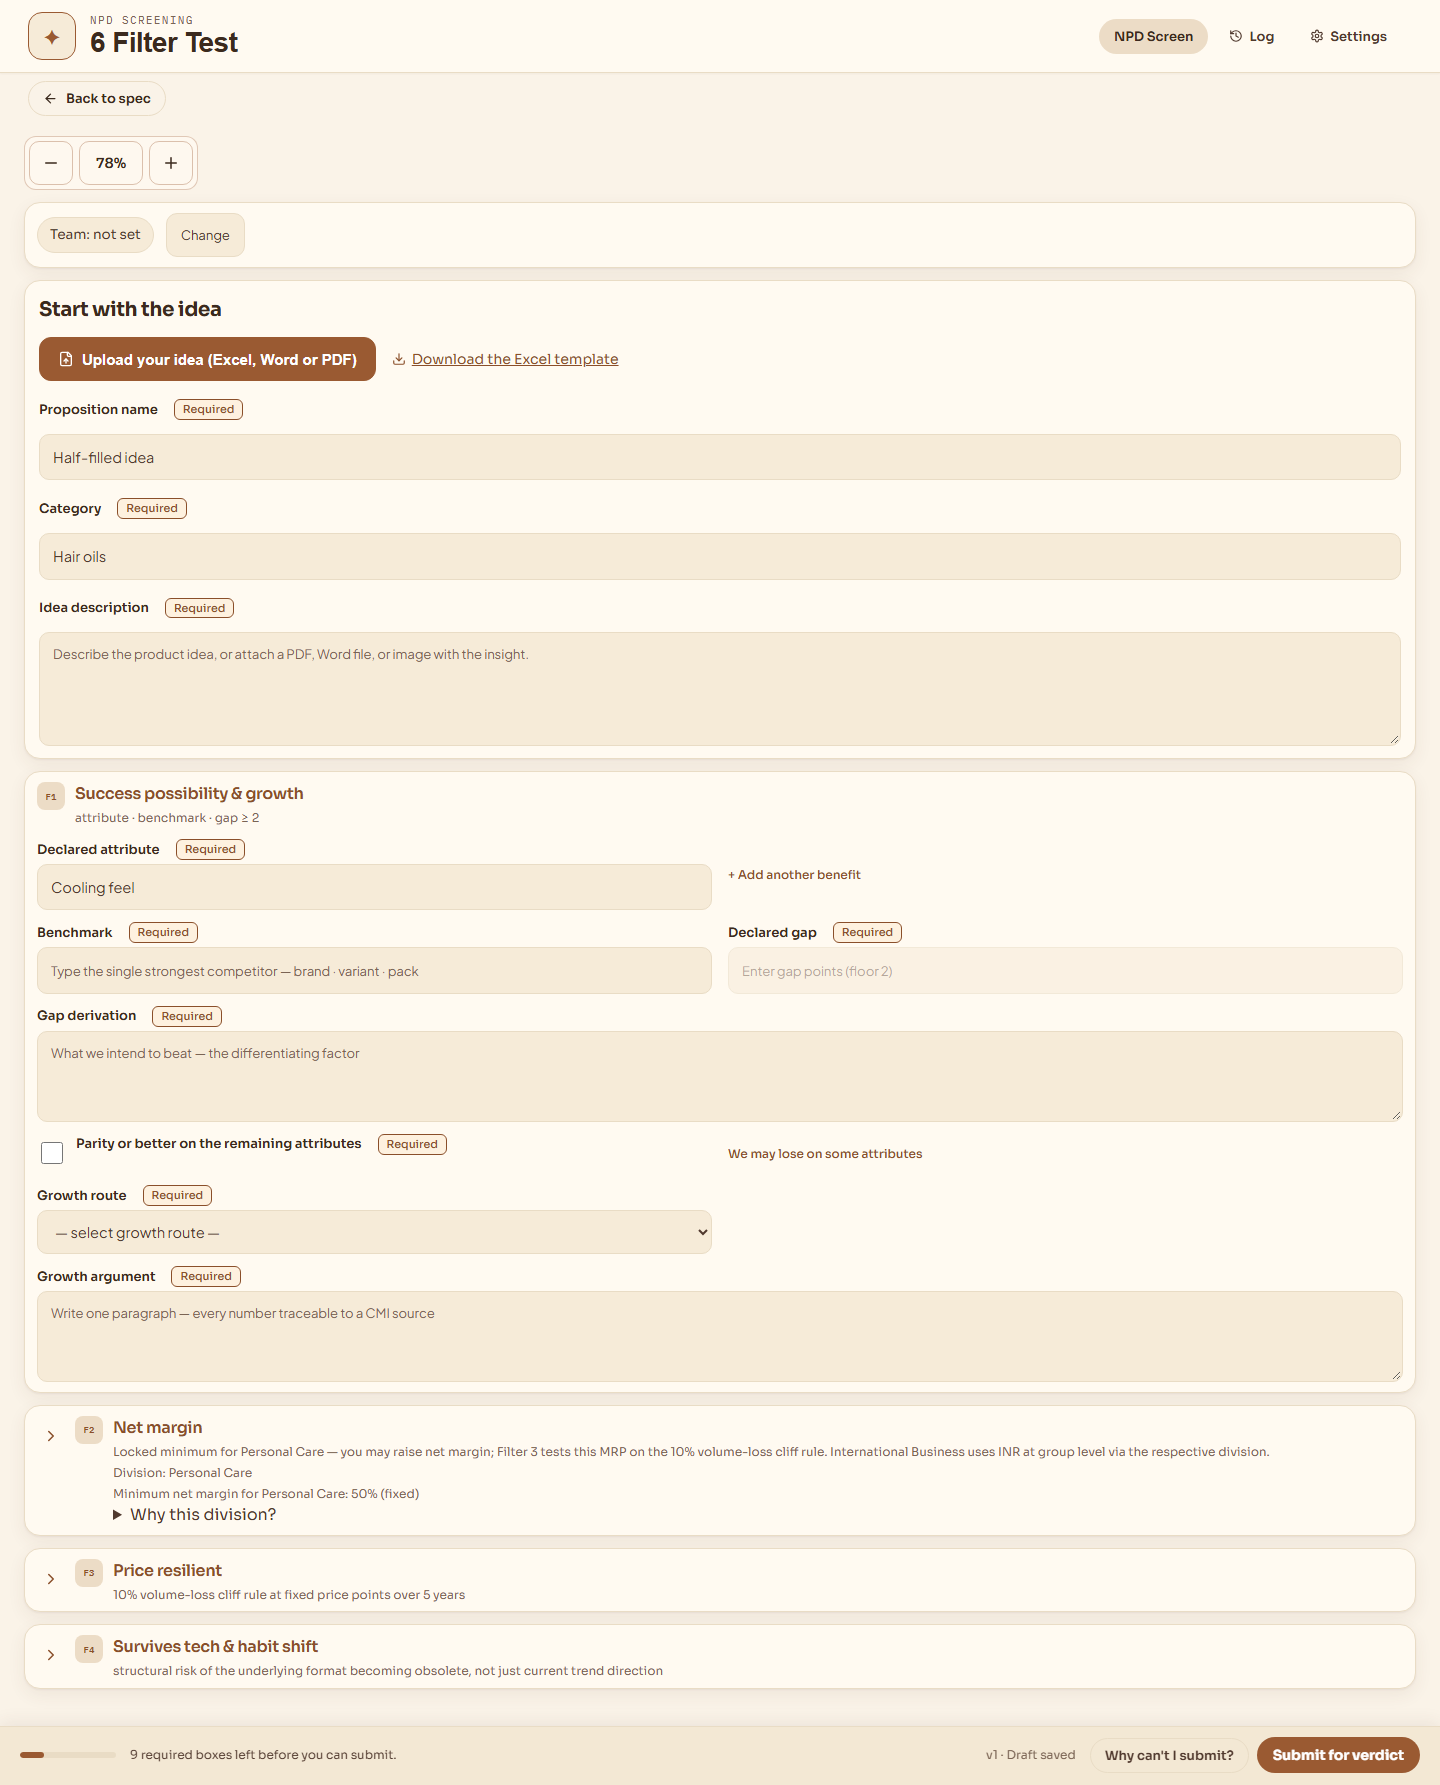 NPD SCREENING
6 Filter Test
NPD Screen
Log
Settings
Back to spec
78%
Team: not set
Change
Start with the idea
Upload your idea (Excel, Word or PDF)
Download the Excel template
Proposition name
Required
Half-filled idea
Category
Required
Hair oils
Idea description
Required
Describe the product idea, or attach a PDF, Word file, or image with the insight.
F1
Success possibility & growth
attribute · benchmark · gap ≥ 2
Declared attribute
Required
Cooling feel
+ Add another benefit
Benchmark
Required
Declared gap
Required
Type the single strongest competitor — brand · variant · pack
Enter gap points (floor 2)
Gap derivation
Required
What we intend to beat — the differentiating factor
Parity or better on the remaining attributes
Required
We may lose on some attributes
Growth route
Required
— select growth route —
Growth argument
Required
Write one paragraph — every number traceable to a CMI source
F2
Net margin
Locked minimum for Personal Care — you may raise net margin; Filter 3 tests this MRP on the 10% volume-loss cliff rule. International Business uses INR at group level via the respective division.
Division: Personal Care
Minimum net margin for Personal Care: 50% (fixed)
Why this division?
F3
Price resilient
10% volume-loss cliff rule at fixed price points over 5 years
F4
Survives tech & habit shift
structural risk of the underlying format becoming obsolete, not just current trend direction
9 required boxes left before you can submit.
v1 · Draft saved
Why can't I submit?
Submit for verdict